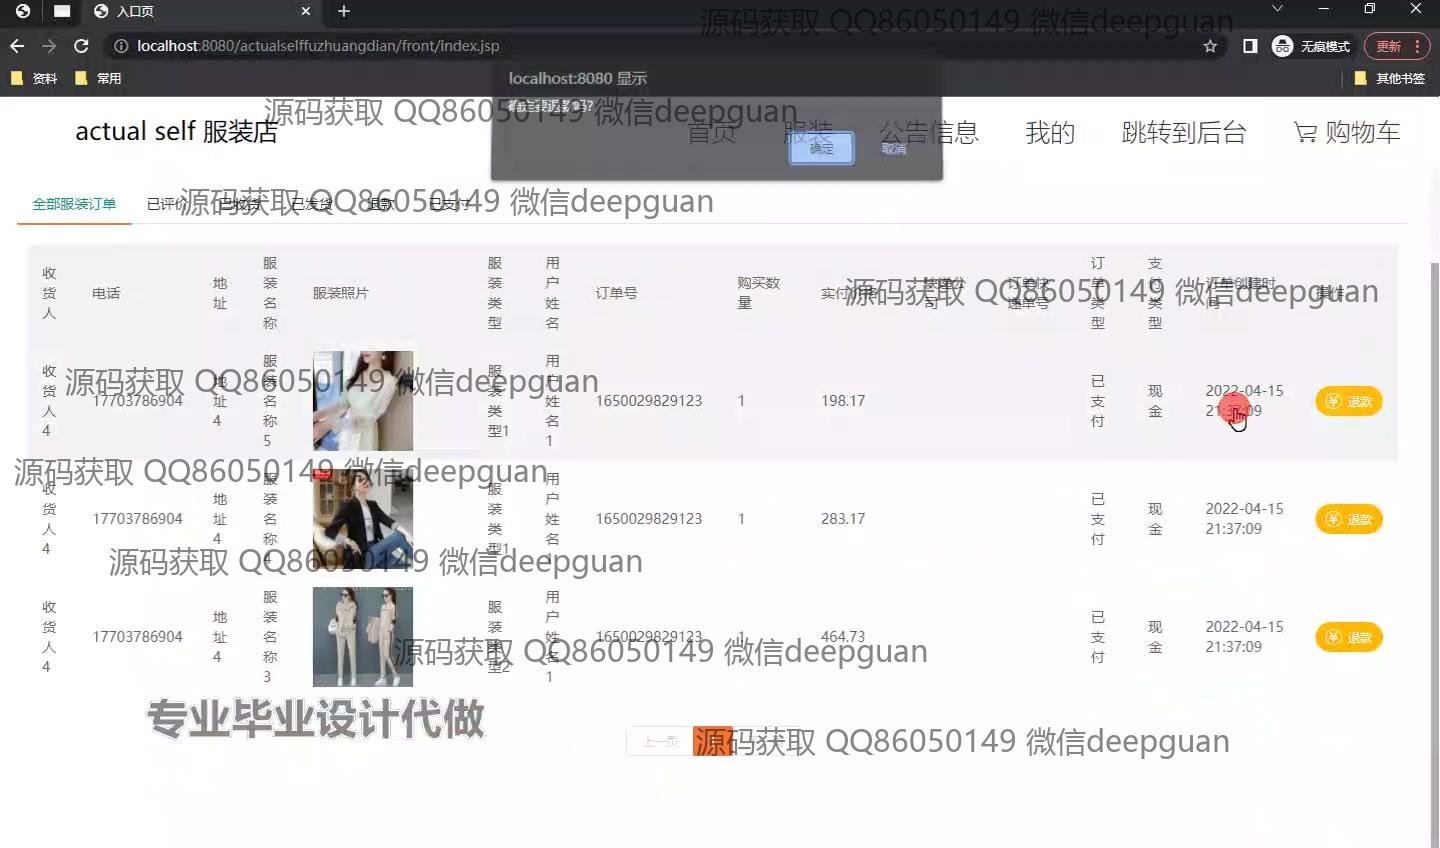 入口页
源码获取 QQ86050149 微信deepguan
localhost:8080/actualselffuzhuangdian/front/index.jsp
无痕模式
更新
资料
常用
其他书签
localhost:8080 显示
确定要退款吗?
确定
取消
源码获取 QQ86050149 微信deepguan
actual self 服装店
首页
服装
公告信息
我的
跳转到后台
购物车
全部服装订单
已评价
已收货
已发货
退款
已支付
源码获取 QQ86050149 微信deepguan
收货人
电话
地址
服装名称
服装照片
服装类型
用户姓名
订单号
购买数量
实付价格
快递公司
订单快递单号
订单类型
支付类型
订单创建时间
操作
源码获取 QQ86050149 微信deepguan
收货人4
17703786904
地址4
服装名称5
服装类型1
用户姓名1
1650029829123
1
198.17
已支付
现金
2022-04-15 21:37:09
退款
源码获取 QQ86050149 微信deepguan
源码获取 QQ86050149 微信deepguan
收货人4
17703786904
地址4
服装名称4
服装类型1
用户姓名1
1650029829123
1
283.17
已支付
现金
2022-04-15 21:37:09
退款
源码获取 QQ86050149 微信deepguan
收货人4
17703786904
地址4
服装名称3
服装类型2
用户姓名1
1650029829123
1
464.73
已支付
现金
2022-04-15 21:37:09
退款
源码获取 QQ86050149 微信deepguan
专业毕业设计代做
上一页
源码获取 QQ86050149 微信deepguan